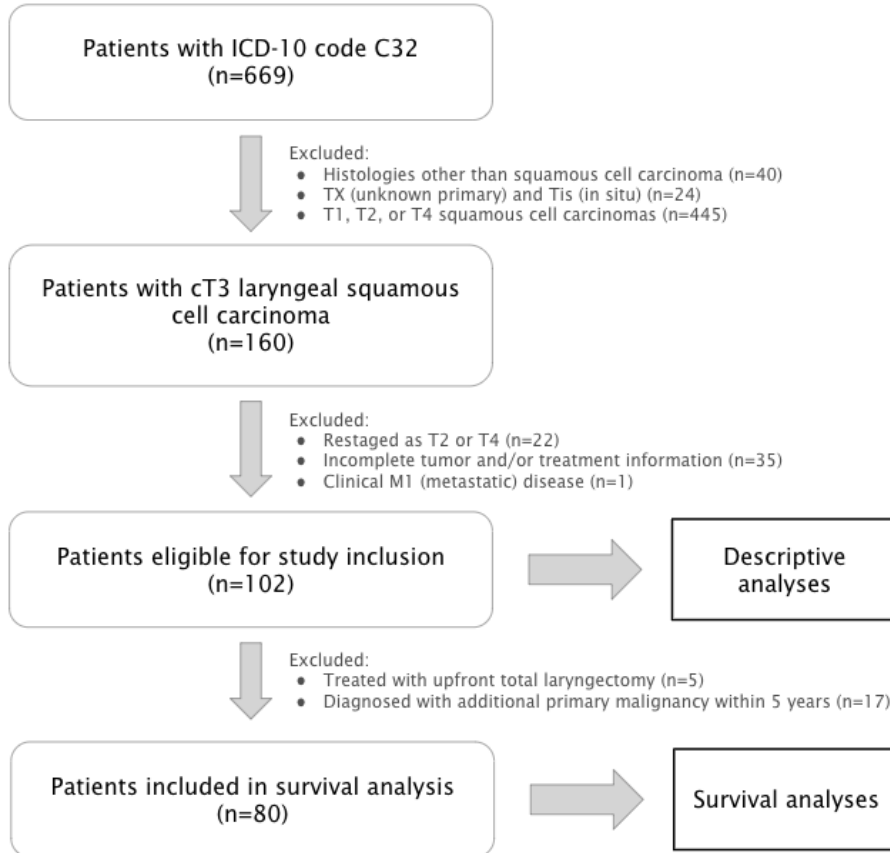 Patients with ICD-10 code C32
(n=669)
Excluded:
● Histologies other than squamous cell carcinoma (n=40)
● TX (unknown primary) and Tis (in situ) (n=24)
● T1, T2, or T4 squamous cell carcinomas (n=445)
Patients with cT3 laryngeal squamous
cell carcinoma
(n=160)
Excluded:
● Restaged as T2 or T4 (n=22)
● Incomplete tumor and/or treatment information (n=35)
● Clinical M1 (metastatic) disease (n=1)
Patients eligible for study inclusion
(n=102)
Descriptive
analyses
Excluded:
● Treated with upfront total laryngectomy (n=5)
● Diagnosed with additional primary malignancy within 5 years (n=17)
Patients included in survival analysis
(n=80)
Survival analyses